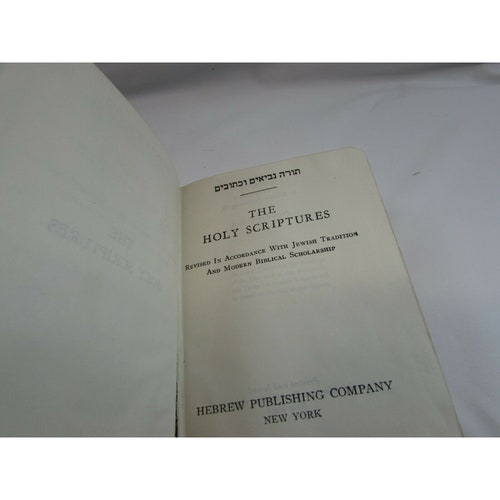 תורה נביאים וכתובים
THE
HOLY SCRIPTURES
REVISED IN ACCORDANCE WITH JEWISH TRADITION
AND MODERN BIBLICAL SCHOLARSHIP
HEBREW PUBLISHING COMPANY
NEW YORK